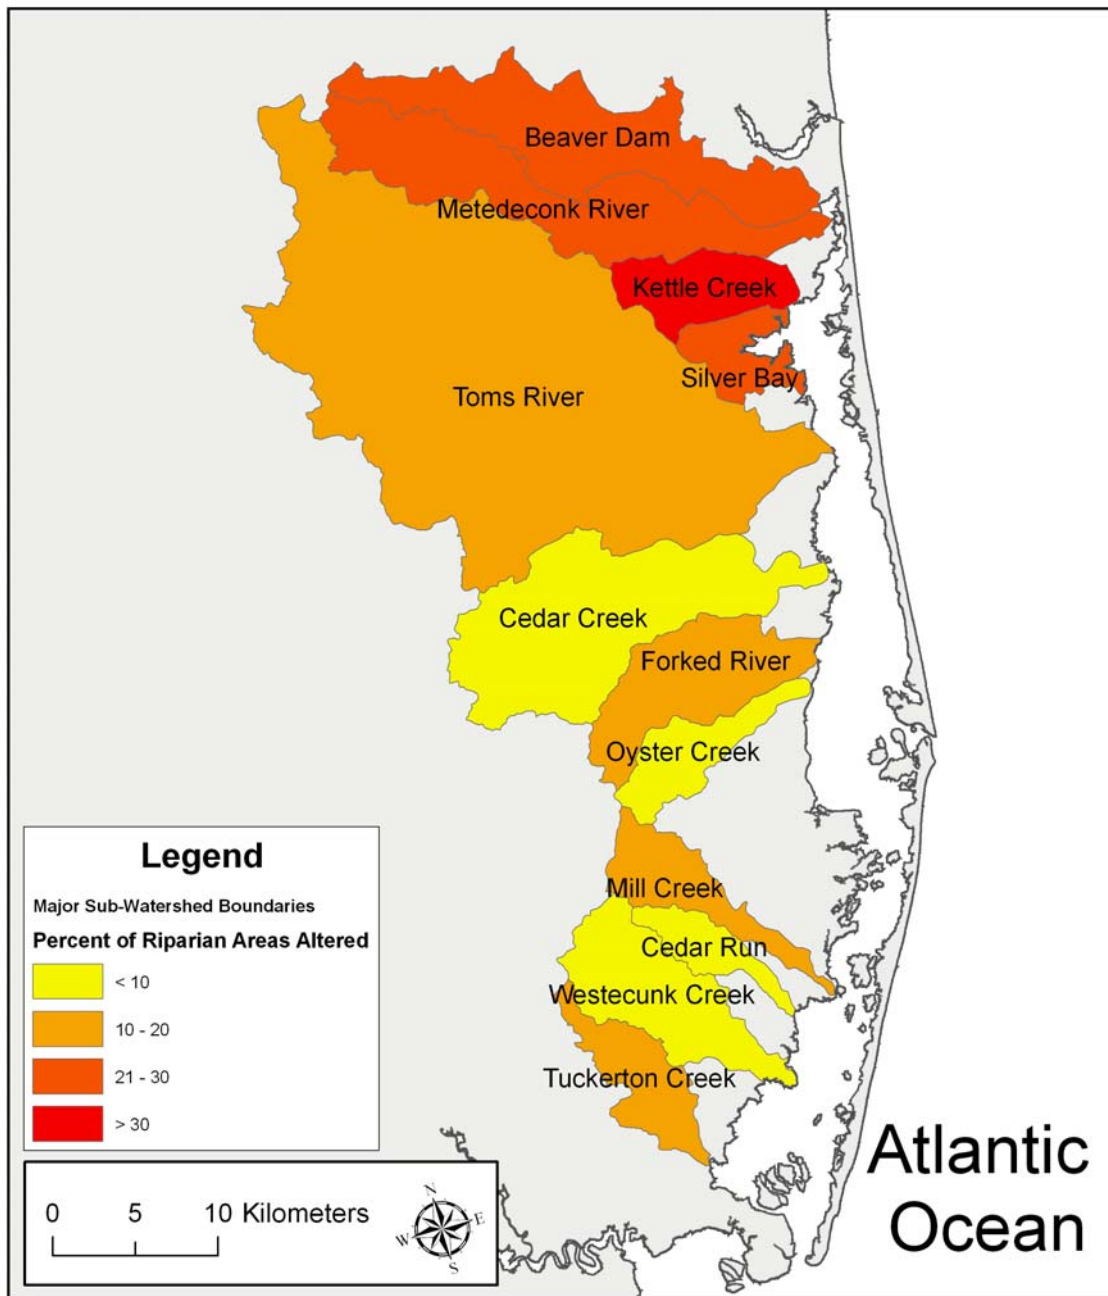 Beaver Dam
Metedeconk River
Kettle Creek
Silver Bay
Toms River
Cedar Creek
Forked River
Oyster Creek
Mill Creek
Cedar Run
Westecunk Creek
Tuckerton Creek
Legend
Major Sub-Watershed Boundaries
Percent of Riparian Areas Altered
< 10
10 - 20
21 - 30
> 30
0 5 10 Kilometers
N
W E
S
Atlantic
Ocean